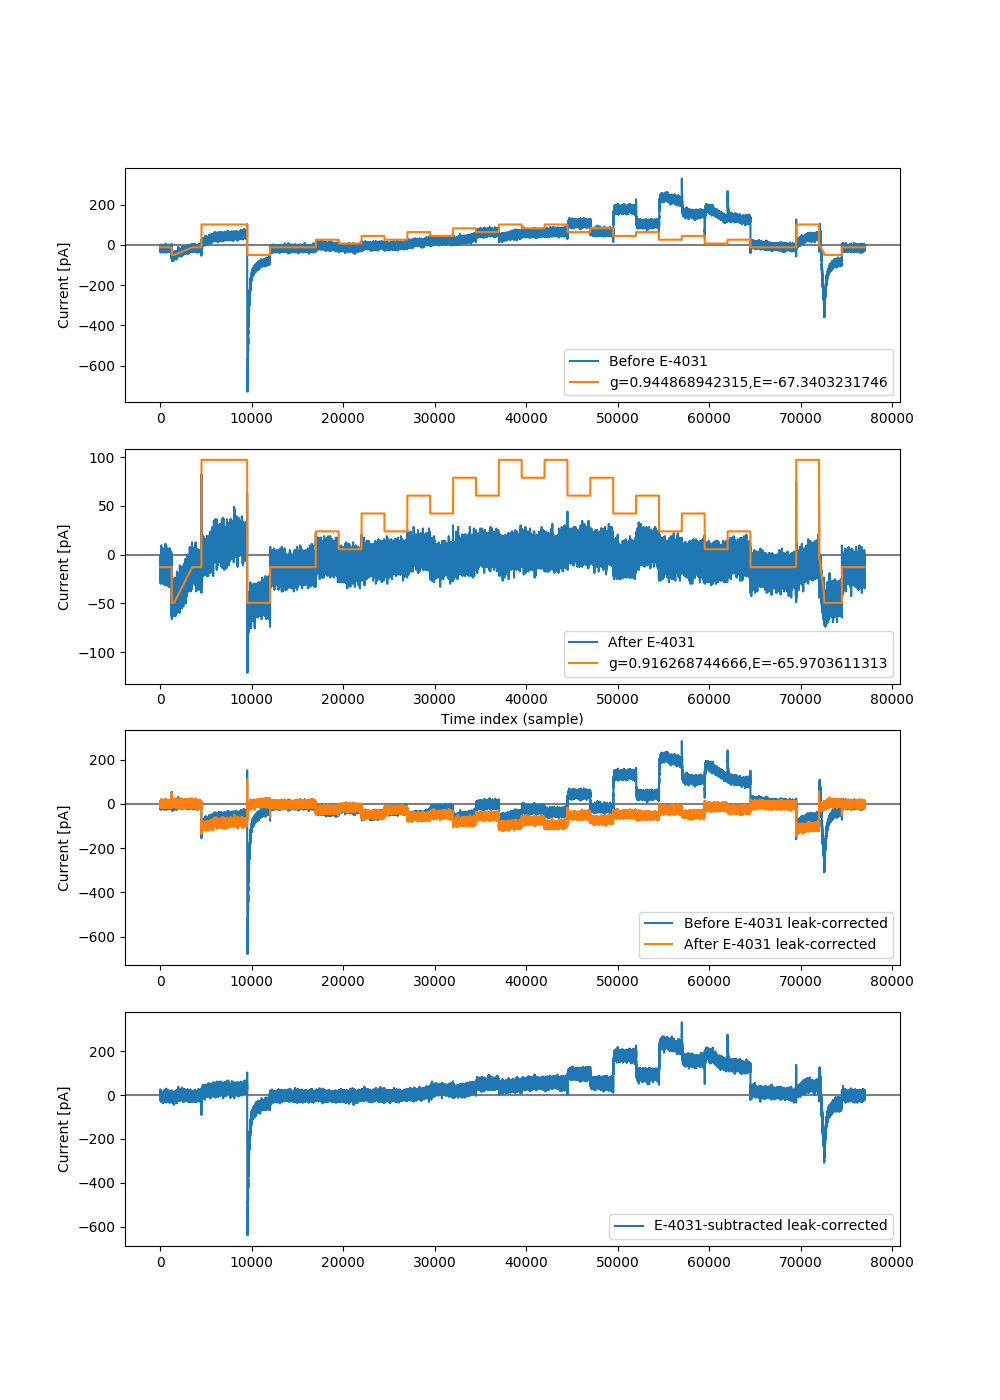 200
0
−200
−400
−600
Current [pA]
Before E-4031
g=0.944868942315,E=-67.3403231746
0 10000 20000 30000 40000 50000 60000 70000 80000
100
50
0
−50
−100
Current [pA]
After E-4031
g=0.916268744666,E=-65.9703611313
0 10000 20000 30000 40000 50000 60000 70000 80000
Time index (sample)
200
0
−200
−400
−600
Current [pA]
Before E-4031 leak-corrected
After E-4031 leak-corrected
0 10000 20000 30000 40000 50000 60000 70000 80000
200
0
−200
−400
−600
Current [pA]
E-4031-subtracted leak-corrected
0 10000 20000 30000 40000 50000 60000 70000 80000